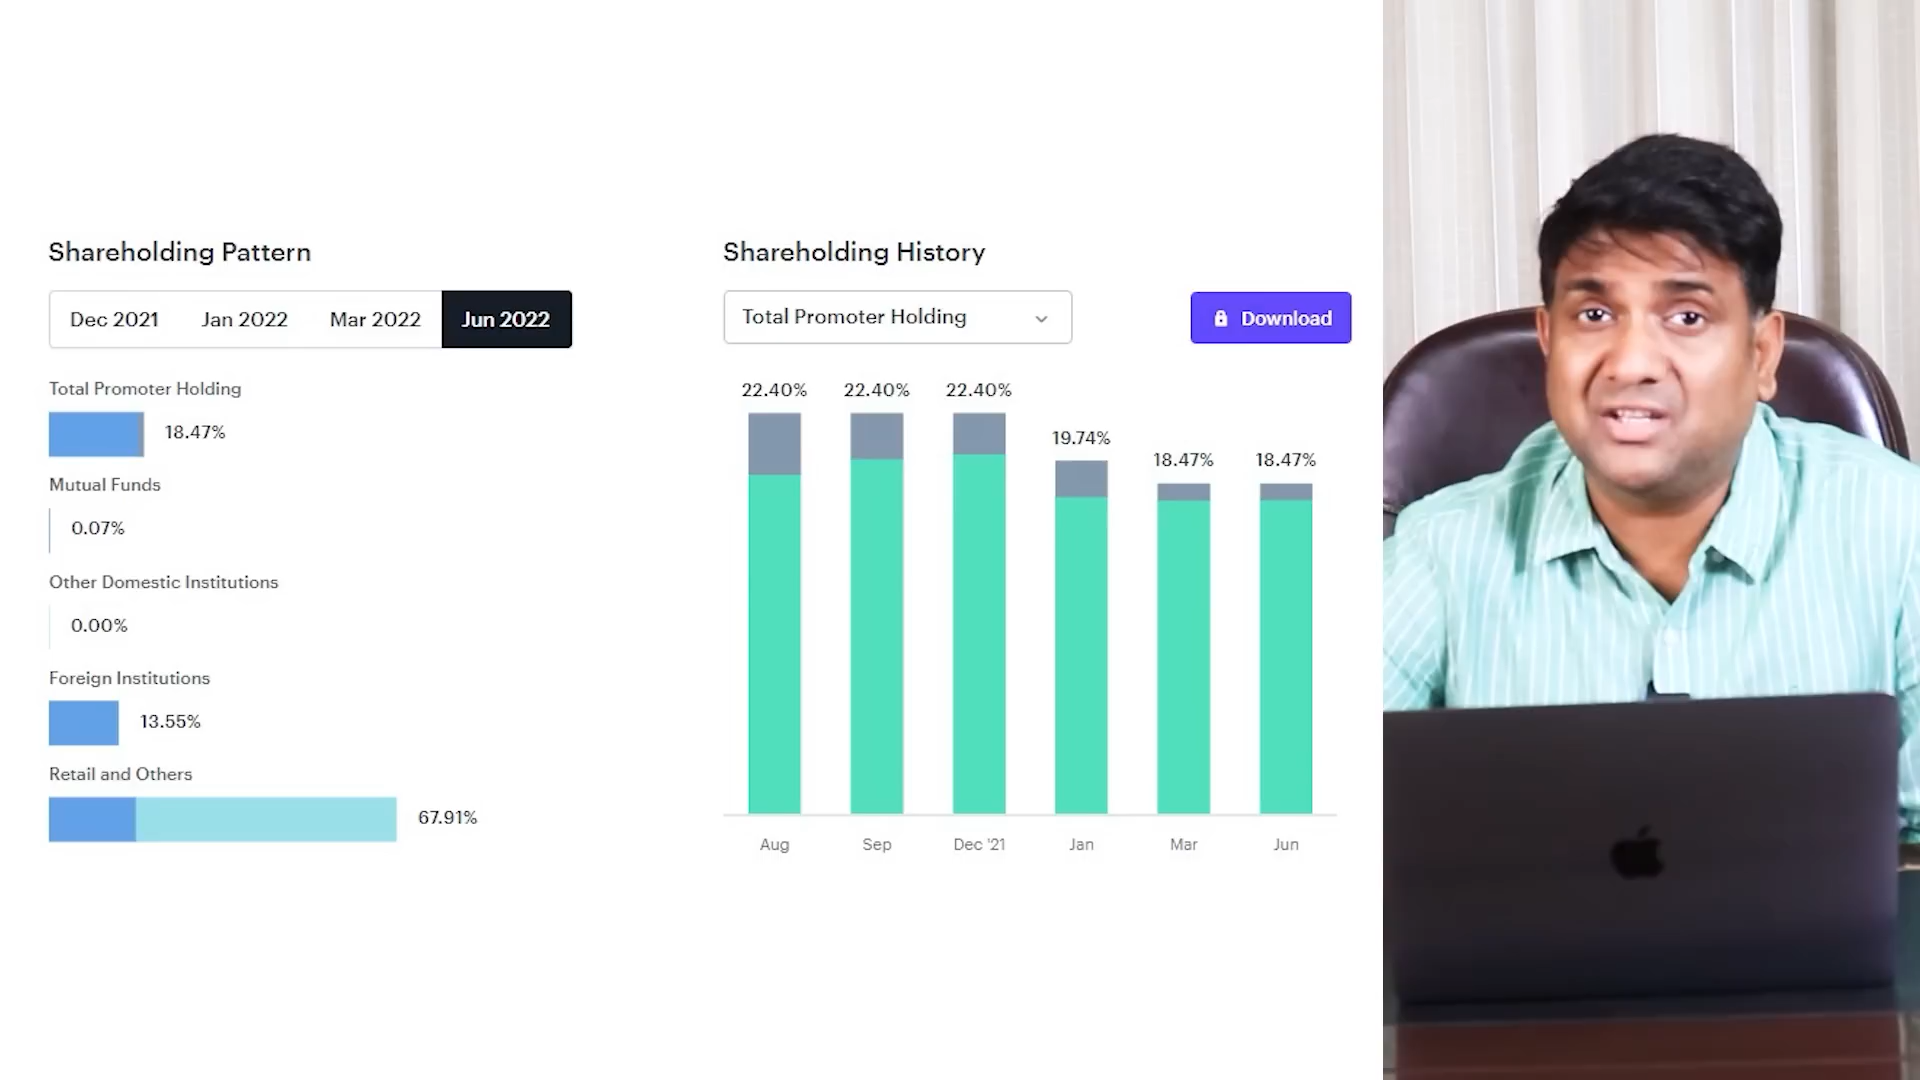 Shareholding Pattern
Dec 2021 Jan 2022 Mar 2022 Jun 2022
Total Promoter Holding
18.47%
Mutual Funds
0.07%
Other Domestic Institutions
0.00%
Foreign Institutions
13.55%
Retail and Others
67.91%
Shareholding History
Total Promoter Holding
Download
22.40% 22.40% 22.40% 19.74% 18.47% 18.47%
Aug Sep Dec '21 Jan Mar Jun